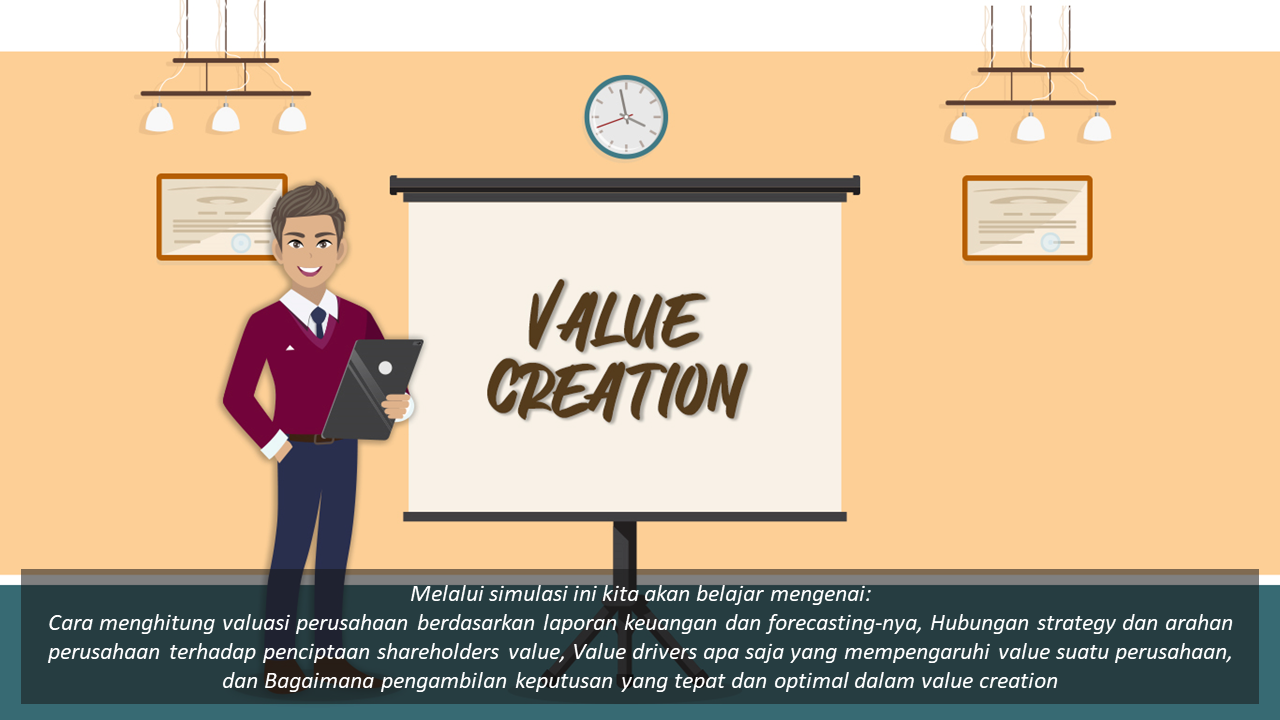 VALUE
CREATION
Melalui simulasi ini kita akan belajar mengenai:
Cara menghitung valuasi perusahaan berdasarkan laporan keuangan dan forecasting-nya, Hubungan strategy dan arahan
perusahaan terhadap penciptaan shareholders value, Value drivers apa saja yang mempengaruhi value suatu perusahaan,
dan Bagaimana pengambilan keputusan yang tepat dan optimal dalam value creation